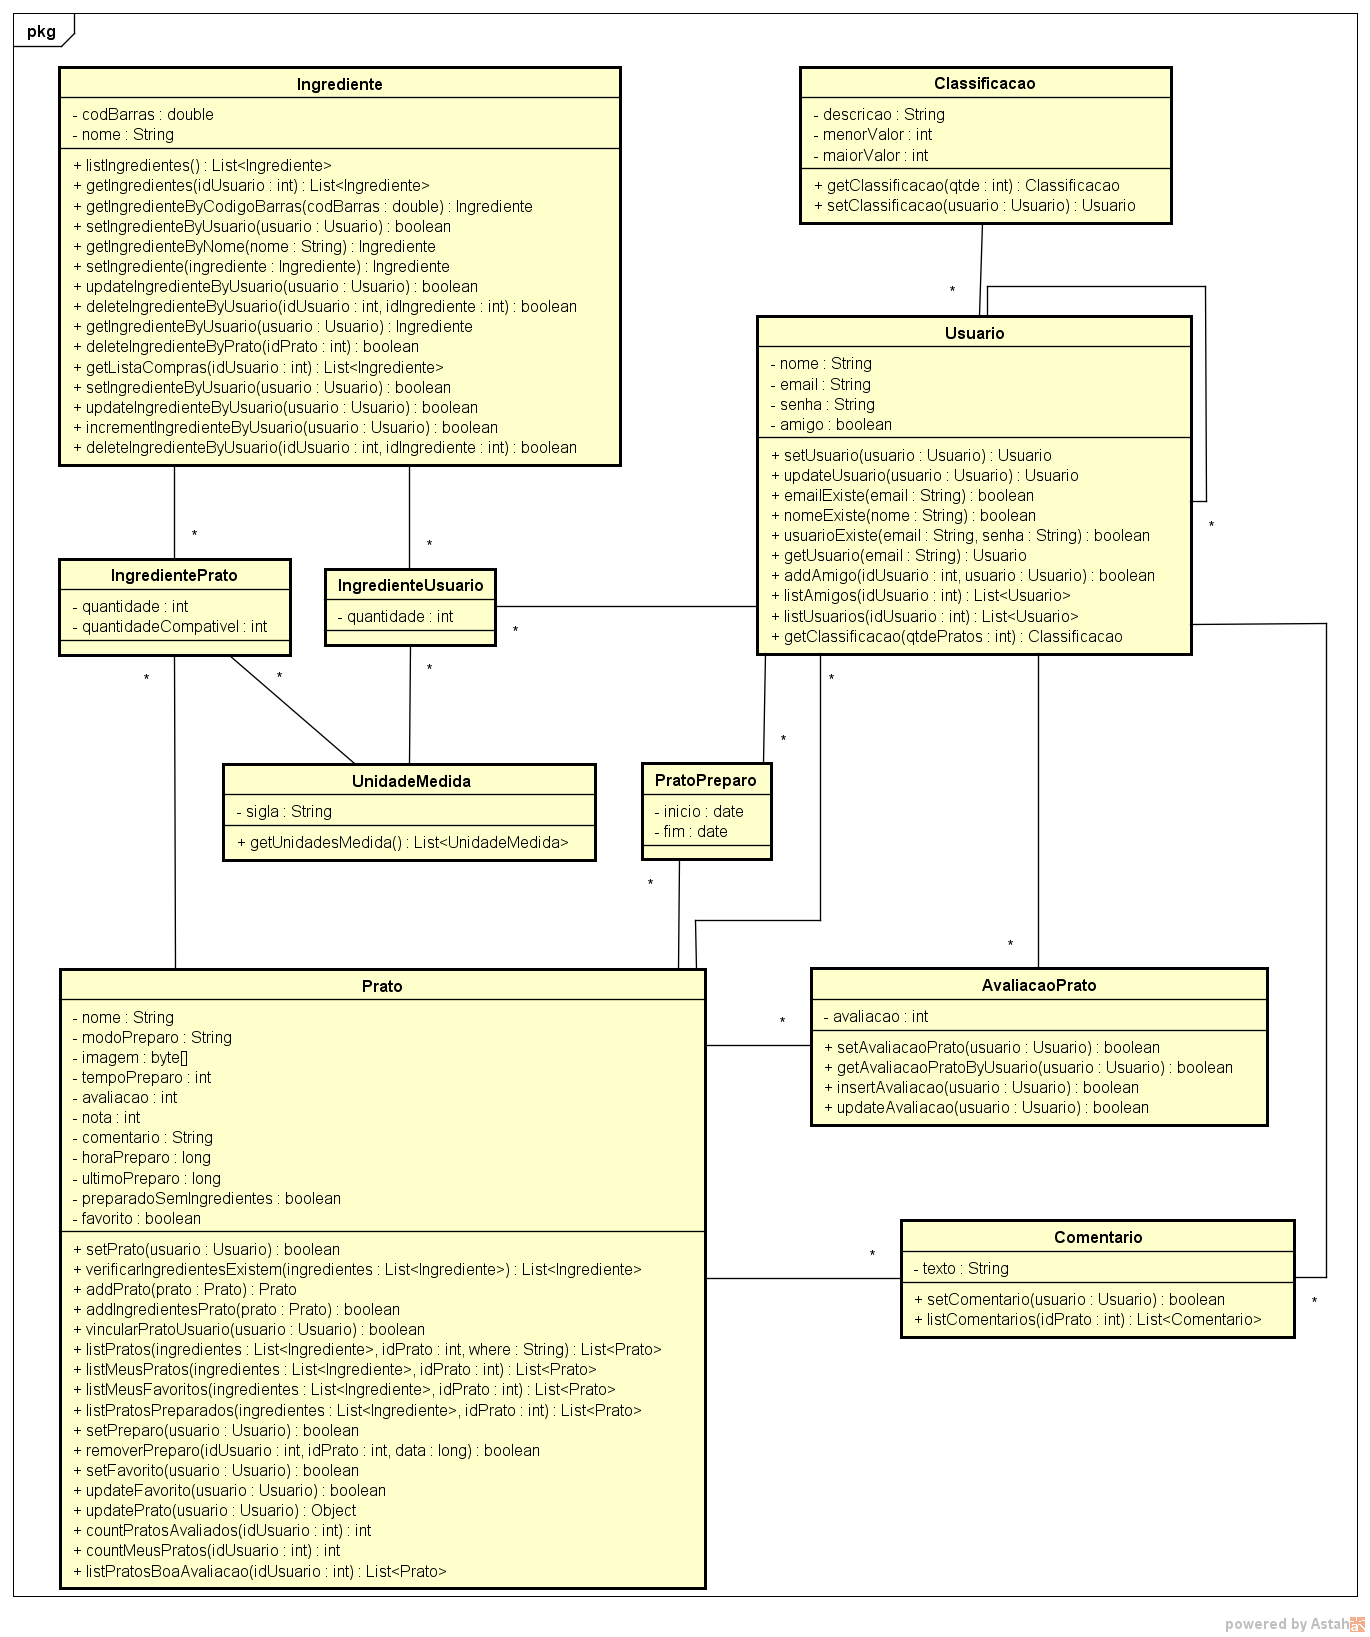 pkg
Ingrediente
- codBarras : double
- nome : String
+ listIngredientes() : List<Ingrediente>
+ getIngredientes(idUsuario : int) : List<Ingrediente>
+ getIngredienteByCodigoBarras(codBarras : double) : Ingrediente
+ setIngredienteByUsuario(usuario : Usuario) : boolean
+ getIngredienteByNome(nome : String) : Ingrediente
+ setIngrediente(ingrediente : Ingrediente) : Ingrediente
+ updateIngredienteByUsuario(usuario : Usuario) : boolean
+ deleteIngredienteByUsuario(idUsuario : int, idIngrediente : int) : boolean
+ getIngredienteByUsuario(usuario : Usuario) : Ingrediente
+ deleteIngredienteByPrato(idPrato : int) : boolean
+ getListaCompras(idUsuario : int) : List<Ingrediente>
+ setIngredienteByUsuario(usuario : Usuario) : boolean
+ updateIngredienteByUsuario(usuario : Usuario) : boolean
+ incrementIngredienteByUsuario(usuario : Usuario) : boolean
+ deleteIngredienteByUsuario(idUsuario : int, idIngrediente : int) : boolean
Classificacao
- descricao : String
- menorValor : int
- maiorValor : int
+ getClassificacao(qtde : int) : Classificacao
+ setClassificacao(usuario : Usuario) : Usuario
*
Usuario
- nome : String
- email : String
- senha : String
- amigo : boolean
+ setUsuario(usuario : Usuario) : Usuario
+ updateUsuario(usuario : Usuario) : Usuario
+ emailExiste(email : String) : boolean
+ nomeExiste(nome : String) : boolean
+ usuarioExiste(email : String, senha : String) : boolean
+ getUsuario(email : String) : Usuario
+ addAmigo(idUsuario : int, usuario : Usuario) : boolean
+ listAmigos(idUsuario : int) : List<Usuario>
+ listUsuarios(idUsuario : int) : List<Usuario>
+ getClassificacao(qtdePratos : int) : Classificacao
*
*
*
IngredientePrato
- quantidade : int
- quantidadeCompativel : int
IngredienteUsuario
- quantidade : int
*
*
*
*
*
UnidadeMedida
- sigla : String
+ getUnidadesMedida() : List<UnidadeMedida>
*
PratoPreparo
- inicio : date
- fim : date
*
*
Prato
- nome : String
- modoPreparo : String
- imagem : byte[]
- tempoPreparo : int
- avaliacao : int
- nota : int
- comentario : String
- horaPreparo : long
- ultimoPreparo : long
- preparadoSemIngredientes : boolean
- favorito : boolean
+ setPrato(usuario : Usuario) : boolean
+ verificarIngredientesExistem(ingredientes : List<Ingrediente>) : List<Ingrediente>
+ addPrato(prato : Prato) : Prato
+ addIngredientesPrato(prato : Prato) : boolean
+ vincularPratoUsuario(usuario : Usuario) : boolean
+ listPratos(ingredientes : List<Ingrediente>, idPrato : int, where : String) : List<Prato>
+ listMeusPratos(ingredientes : List<Ingrediente>, idPrato : int) : List<Prato>
+ listMeusFavoritos(ingredientes : List<Ingrediente>, idPrato : int) : List<Prato>
+ listPratosPreparados(ingredientes : List<Ingrediente>, idPrato : int) : List<Prato>
+ setPreparo(usuario : Usuario) : boolean
+ removerPreparo(idUsuario : int, idPrato : int, data : long) : boolean
+ setFavorito(usuario : Usuario) : boolean
+ updateFavorito(usuario : Usuario) : boolean
+ updatePrato(usuario : Usuario) : Object
+ countPratosAvaliados(idUsuario : int) : int
+ countMeusPratos(idUsuario : int) : int
+ listPratosBoaAvaliacao(idUsuario : int) : List<Prato>
*
AvaliacaoPrato
- avaliacao : int
+ setAvaliacaoPrato(usuario : Usuario) : boolean
+ getAvaliacaoPratoByUsuario(usuario : Usuario) : boolean
+ insertAvaliacao(usuario : Usuario) : boolean
+ updateAvaliacao(usuario : Usuario) : boolean
*
Comentario
- texto : String
+ setComentario(usuario : Usuario) : boolean
+ listComentarios(idPrato : int) : List<Comentario>
*
powered by Astah